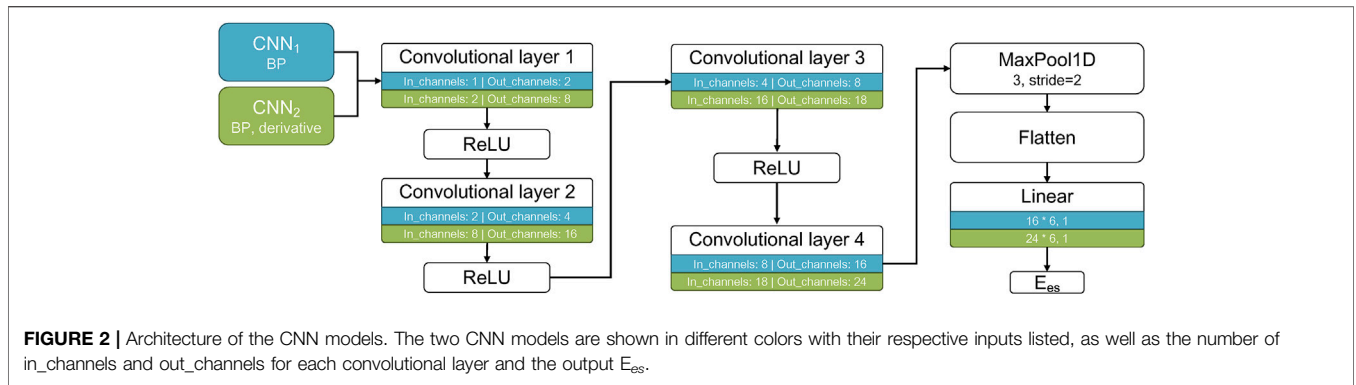 CNN₁
BP
CNN₂
BP, derivative
Convolutional layer 1
In_channels: 1 | Out_channels: 2
In_channels: 2 | Out_channels: 8
ReLU
Convolutional layer 2
In_channels: 2 | Out_channels: 4
In_channels: 8 | Out_channels: 16
ReLU
Convolutional layer 3
In_channels: 4 | Out_channels: 8
In_channels: 16 | Out_channels: 18
ReLU
Convolutional layer 4
In_channels: 8 | Out_channels: 16
In_channels: 18 | Out_channels: 24
MaxPool1D
3, stride=2
Flatten
Linear
16 * 6, 1
24 * 6, 1
Eₑₛ
FIGURE 2 | Architecture of the CNN models. The two CNN models are shown in different colors with their respective inputs listed, as well as the number of
in_channels and out_channels for each convolutional layer and the output Eₑₛ.